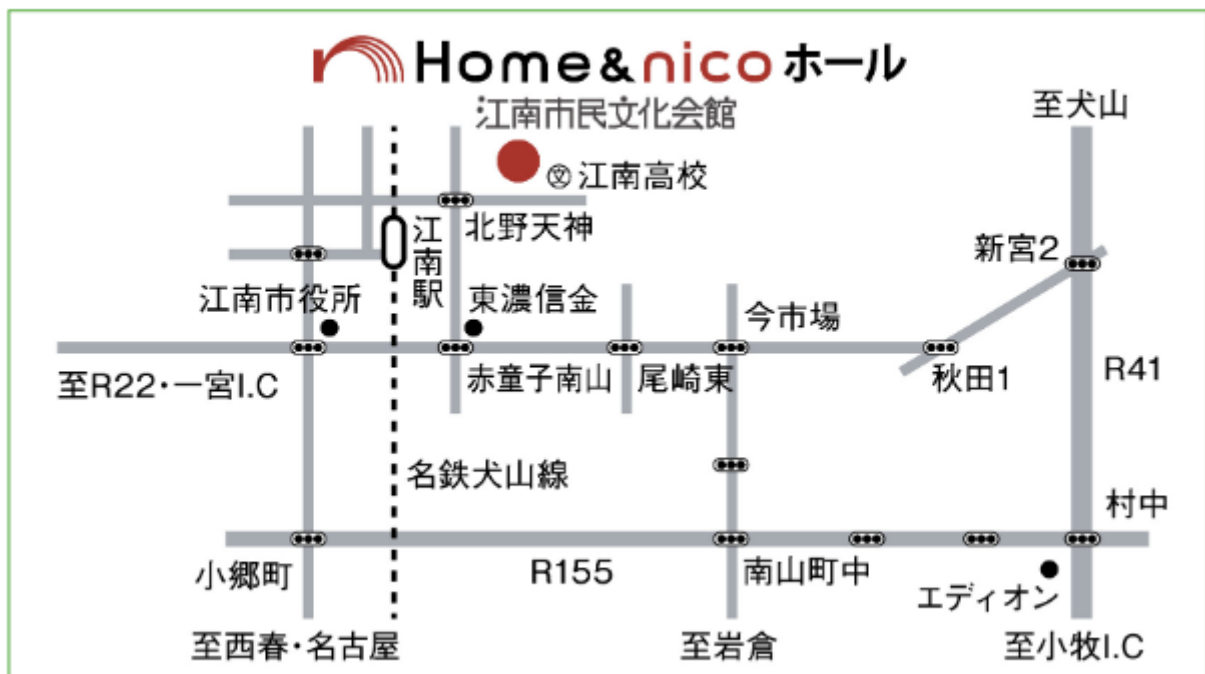 Home&nicoホール
江南市民文化会館
至犬山
文 江南高校
北野天神
江南駅
新宮2
江南市役所
東濃信金
今市場
至R22・一宮I.C
赤童子南山
尾崎東
秋田1
R41
名鉄犬山線
村中
小郷町
R155
南山町中
エディオン
至西春・名古屋
至岩倉
至小牧I.C